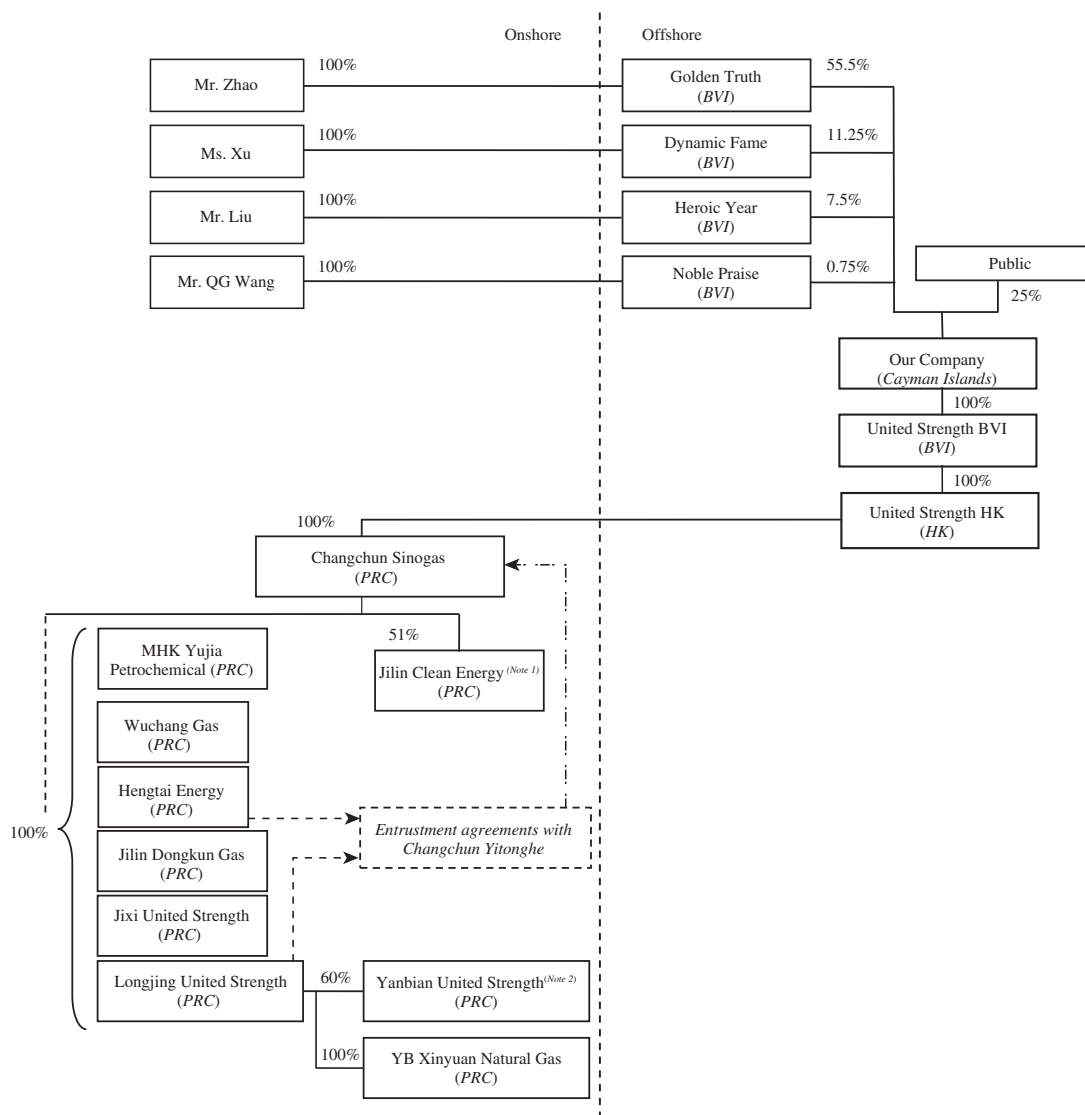 Onshore
Offshore
Mr. Zhao
100%
Golden Truth
(BVI)
55.5%
Ms. Xu
100%
Dynamic Fame
(BVI)
11.25%
Mr. Liu
100%
Heroic Year
(BVI)
7.5%
Mr. QG Wang
100%
Noble Praise
(BVI)
0.75%
Public
25%
Our Company
(Cayman Islands)
100%
United Strength BVI
(BVI)
100%
United Strength HK
(HK)
100%
Changchun Sinogas
(PRC)
51%
Jilin Clean Energy (Note 1)
(PRC)
100%
MHK Yujia
Petrochemical (PRC)
Wuchang Gas
(PRC)
Hengtai Energy
(PRC)
Jilin Dongkun Gas
(PRC)
Jixi United Strength
(PRC)
Longjing United Strength
(PRC)
Entrustment agreements with
Changchun Yitonghe
60%
Yanbian United Strength (Note 2)
(PRC)
100%
YB Xinyuan Natural Gas
(PRC)